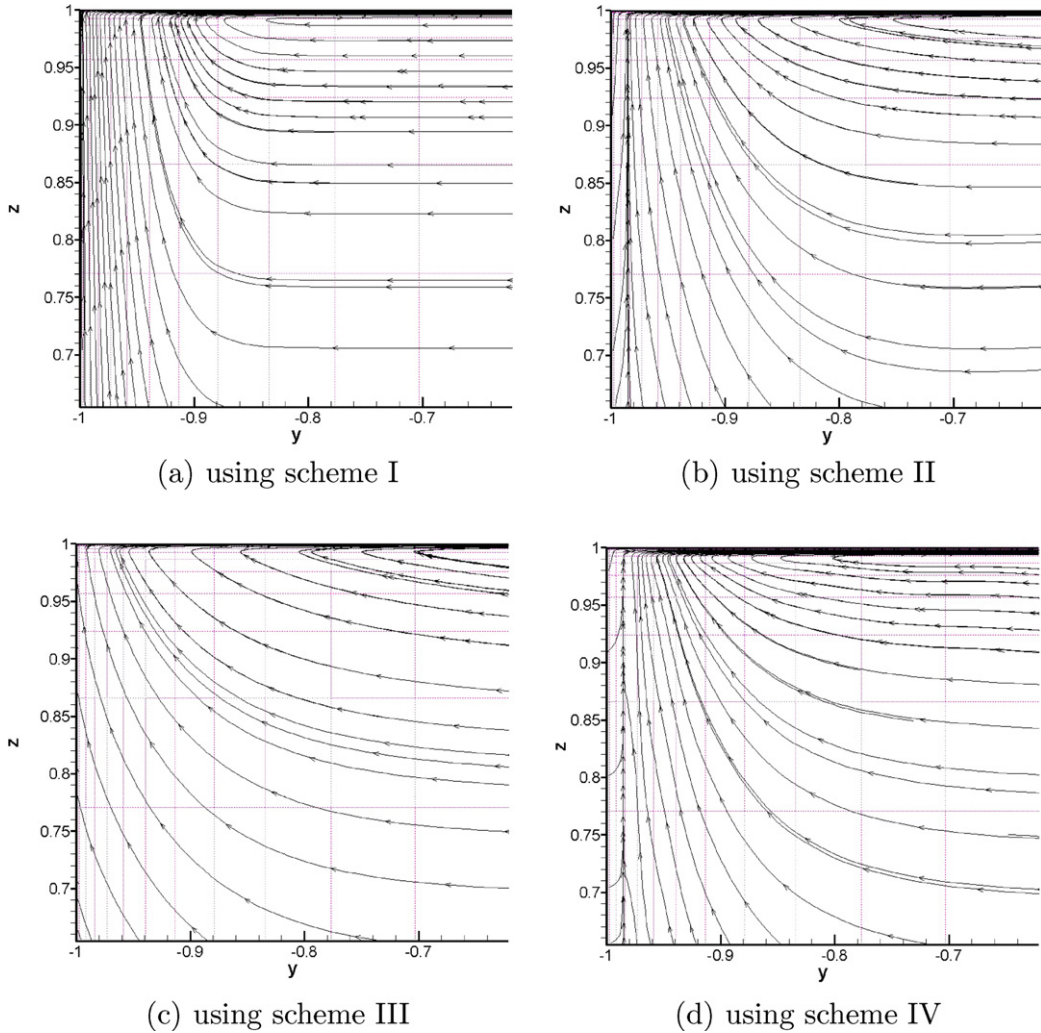 1
0.95
0.9
0.85
0.8
0.75
0.7
z
-1 -0.9 -0.8 -0.7
y
(a) using scheme I
1
0.95
0.9
0.85
0.8
0.75
0.7
z
-1 -0.9 -0.8 -0.7
y
(b) using scheme II
1
0.95
0.9
0.85
0.8
0.75
0.7
z
-1 -0.9 -0.8 -0.7
y
(c) using scheme III
1
0.95
0.9
0.85
0.8
0.75
0.7
z
-1 -0.9 -0.8 -0.7
y
(d) using scheme IV